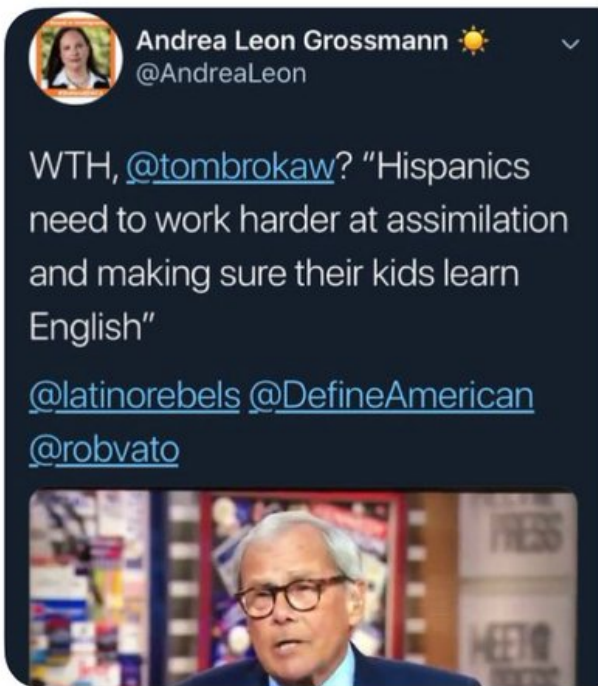 Andrea Leon Grossmann
@AndreaLeon
WTH, @tombrokaw? “Hispanics
need to work harder at assimilation
and making sure their kids learn
English”
@latinorebels @DefineAmerican
@robvato
PRESS
MEET
PRESS